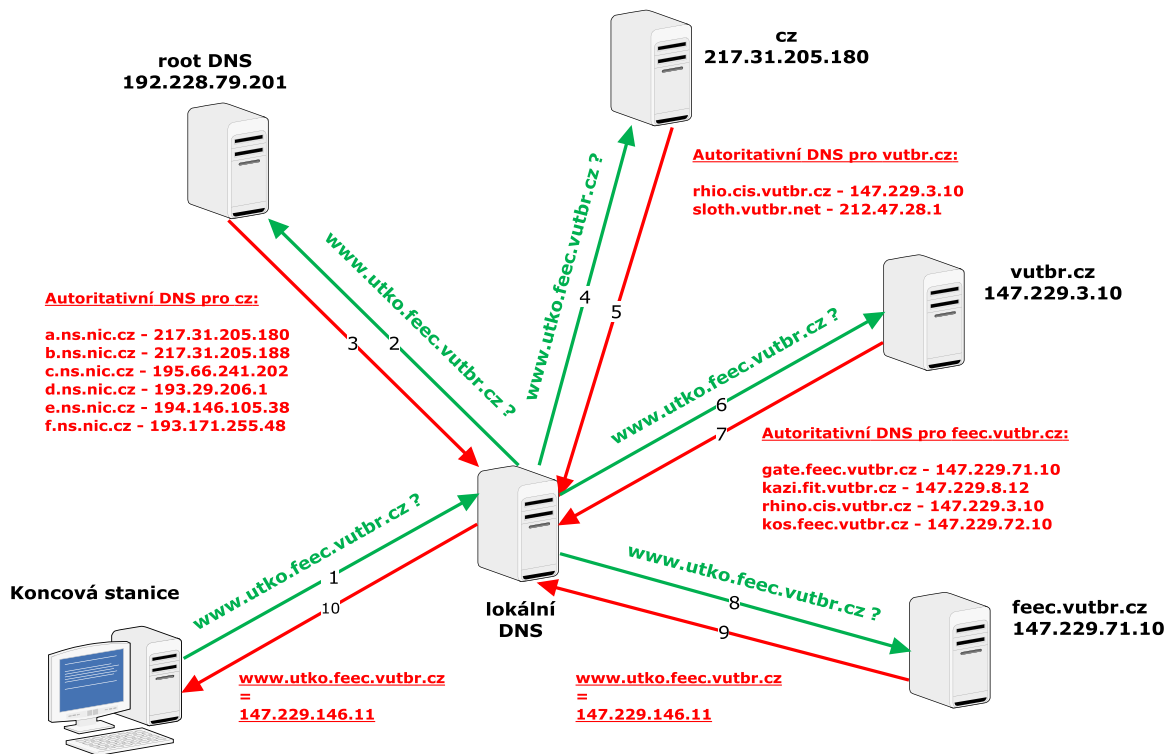 root DNS
192.228.79.201
cz
217.31.205.180
Autoritativní DNS pro vutbr.cz:
rhio.cis.vutbr.cz - 147.229.3.10
sloth.vutbr.net - 212.47.28.1
vutbr.cz
147.229.3.10
Autoritativní DNS pro cz:
a.ns.nic.cz - 217.31.205.180
b.ns.nic.cz - 217.31.205.188
c.ns.nic.cz - 195.66.241.202
d.ns.nic.cz - 193.29.206.1
e.ns.nic.cz - 194.146.105.38
f.ns.nic.cz - 193.171.255.48
3
2
www.utko.feec.vutbr.cz ?
4
www.utko.feec.vutbr.cz ?
5
www.utko.feec.vutbr.cz ?
6
7
Autoritativní DNS pro feec.vutbr.cz:
gate.feec.vutbr.cz - 147.229.71.10
kazi.fit.vutbr.cz - 147.229.8.12
rhino.cis.vutbr.cz - 147.229.3.10
kos.feec.vutbr.cz - 147.229.72.10
Koncová stanice
www.utko.feec.vutbr.cz ?
1
10
lokální
DNS
www.utko.feec.vutbr.cz ?
8
9
feec.vutbr.cz
147.229.71.10
www.utko.feec.vutbr.cz
=
147.229.146.11
www.utko.feec.vutbr.cz
=
147.229.146.11